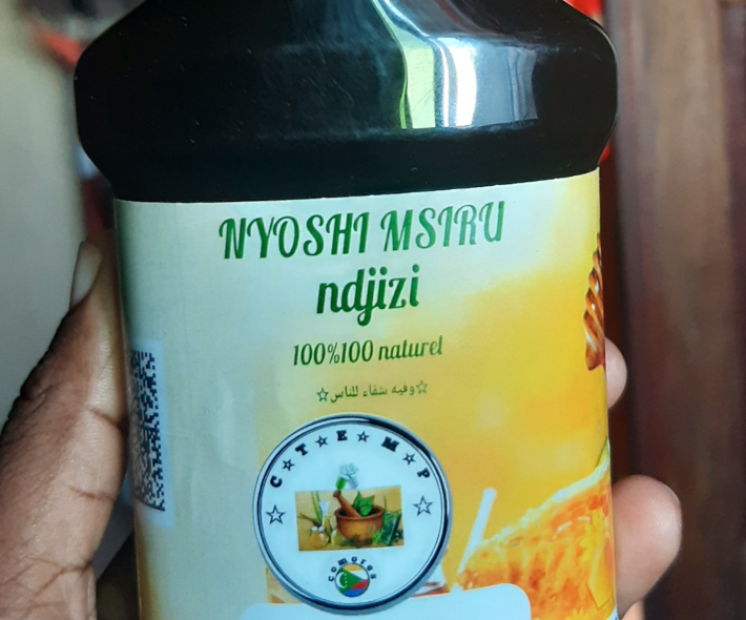 NYOSHI MSIRU
ndjizi
100%100 naturel
☆وفيه شفاء للناس☆
C☆T☆E☆M☆P
comores